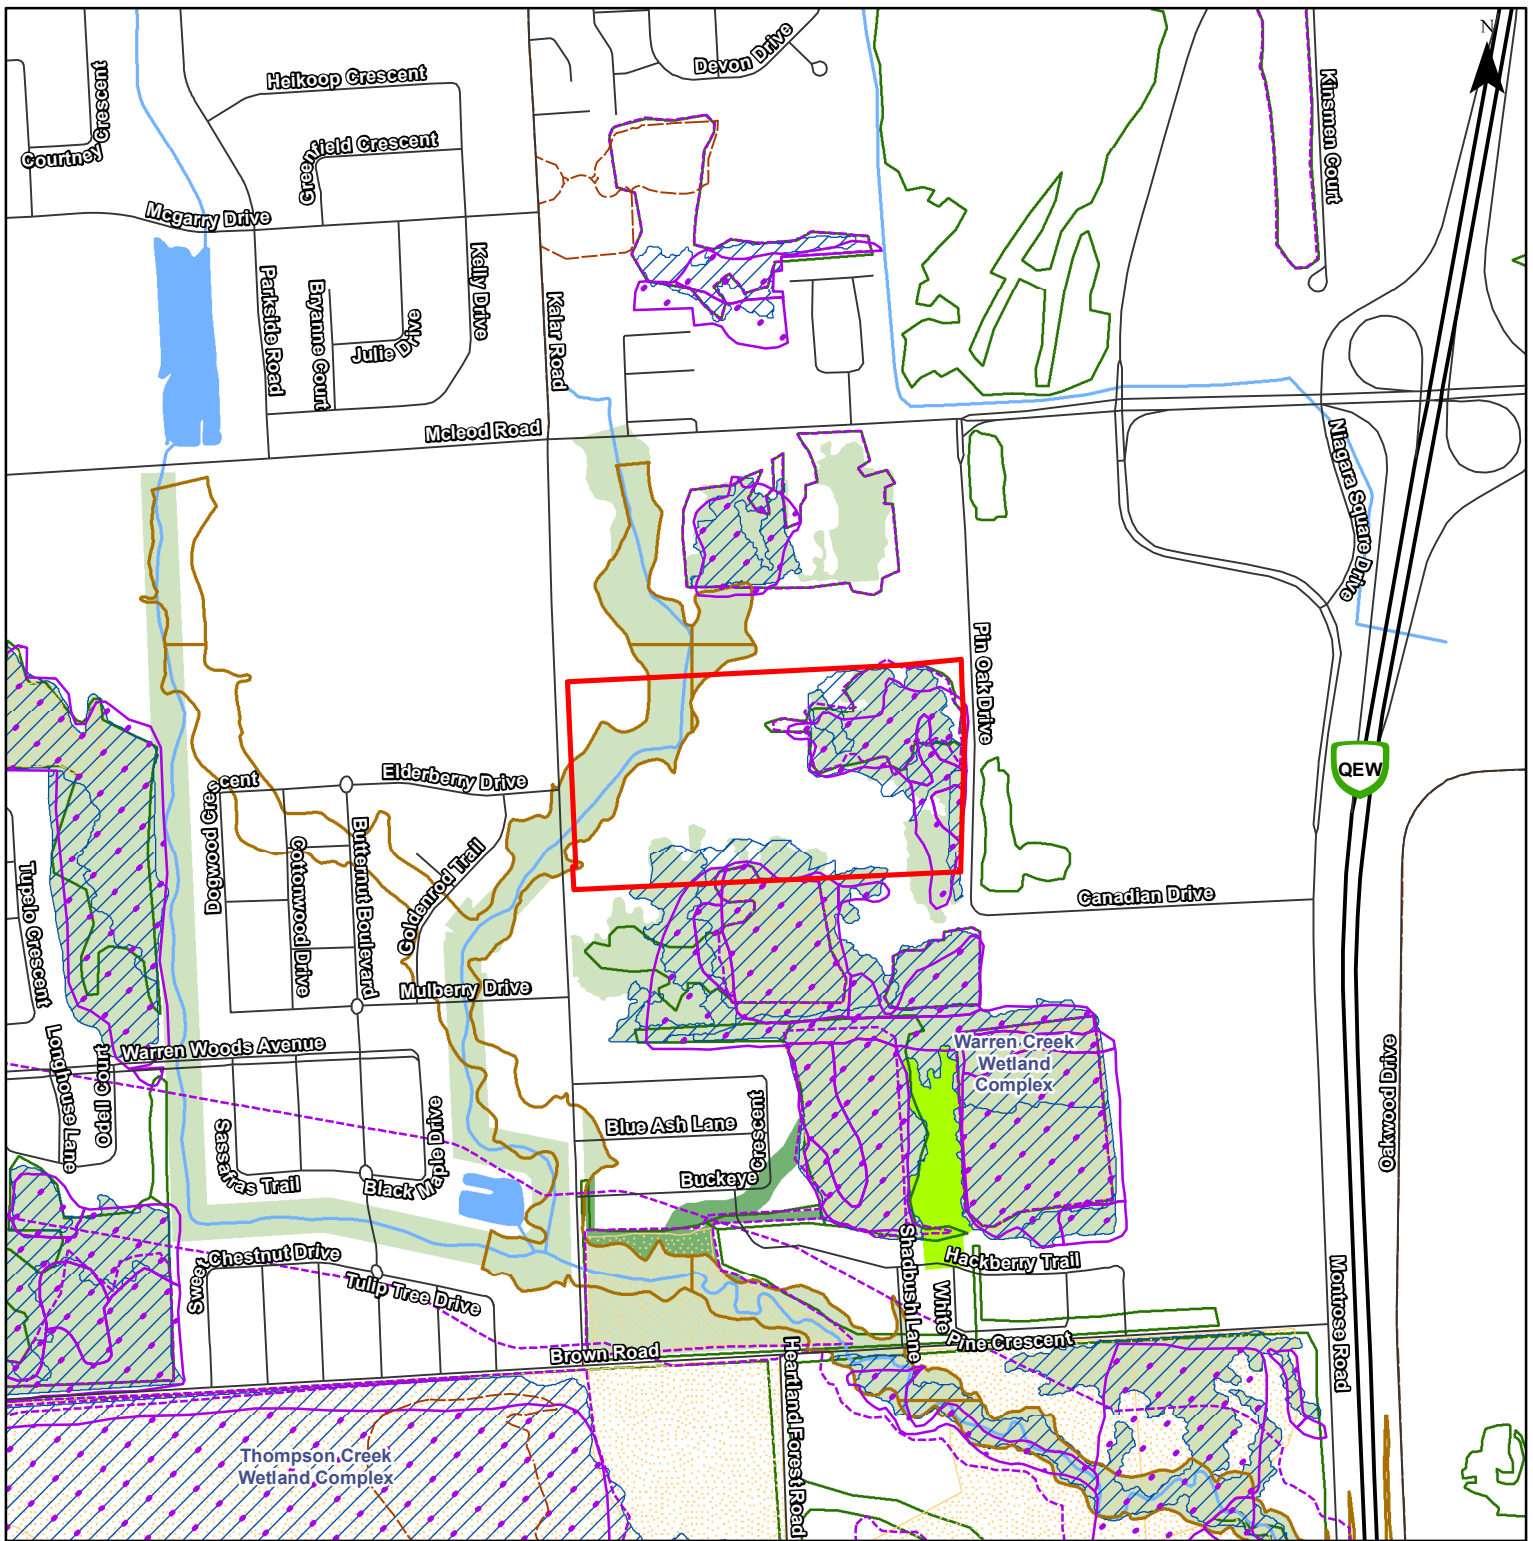 N
Devon Drive
Heikoop Crescent
Courtney Crescent
Greenfield Crescent
Kinsmen Court
Mcgarry Drive
Kelly Drive
Parkside Road
Bryanne Court
Julie Drive
Kalar Road
Mcleod Road
Niagara Square Drive
Pin Oak Drive
QEW
Elderberry Drive
Dogwood Crescent
Butternut Boulevard
Cottonwood Drive
Goldenrod Trail
Tupelo Crescent
Canadian Drive
Mulberry Drive
Warren Woods Avenue
Longhouse Lane
Odell Court
Warren Creek
Wetland
Complex
Oakwood Drive
Blue Ash Lane
Buckeye Crescent
Sassafras Trail
Black Maple Drive
Sweet Chestnut Drive
Tulip Tree Drive
Shadbush Lane
Hackberry Trail
White Pine Crescent
Montrose Road
Brown Road
Heartland Forest Road
Thompson Creek
Wetland Complex